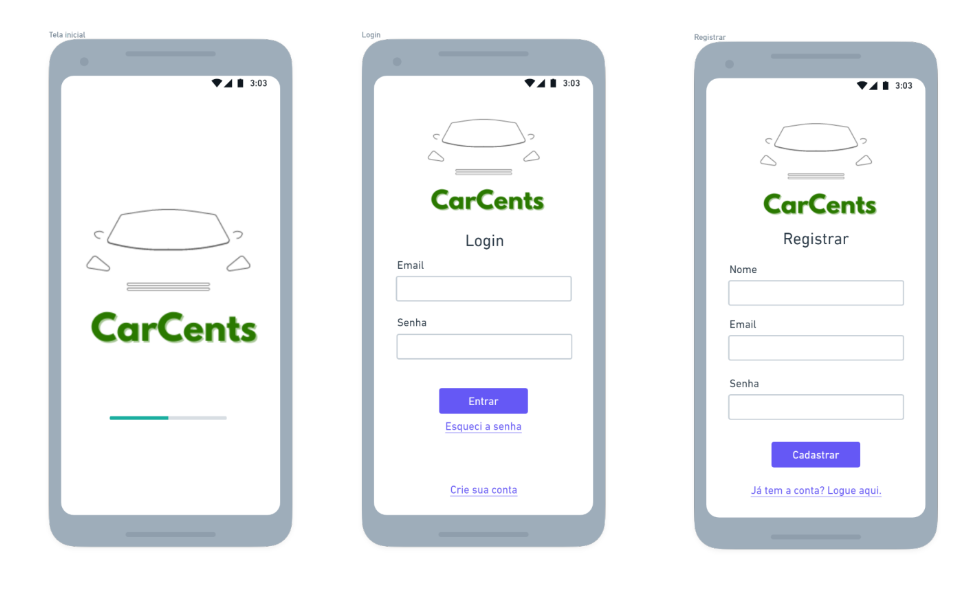 Tela inicial
3:03
CarCents
Login
3:03
CarCents
Login
Email
Senha
Entrar
Esqueci a senha
Crie sua conta
Registrar
3:03
CarCents
Registrar
Nome
Email
Senha
Cadastrar
Já tem a conta? Logue aqui.